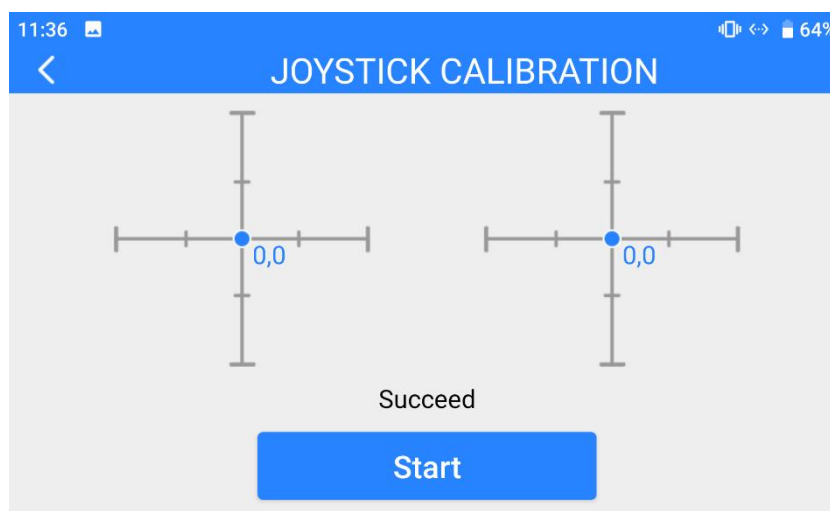 11:36 64%
JOYSTICK CALIBRATION
0,0 0,0
Succeed
Start